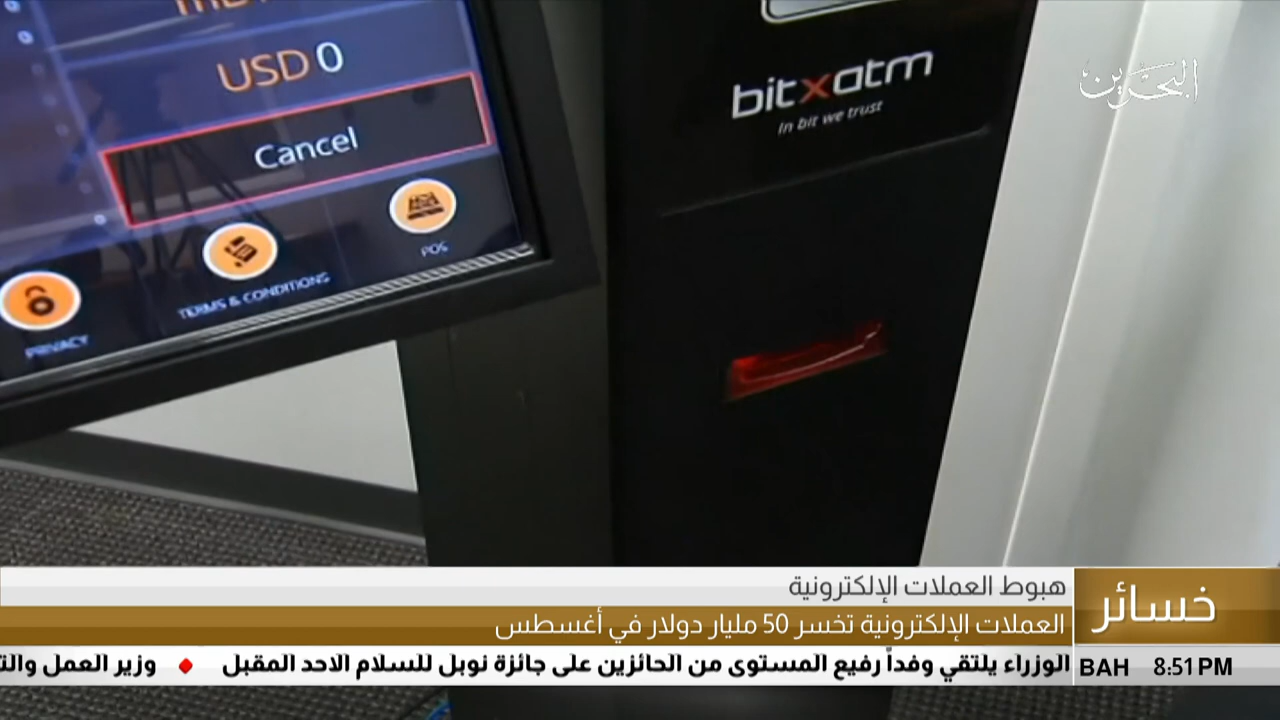 USD 0
Cancel
PRIVACY
TERMS & CONDITIONS
POS
bitxatm
In bit we trust
البحرين
خسائر
هبوط العملات الإلكترونية
العملات الإلكترونية تخسر 50 مليار دولار في أغسطس
الوزراء يلتقي وفداً رفيع المستوى من الحائزين على جائزة نوبل للسلام الاحد المقبل ♦ وزير العمل
BAH 8:51 PM